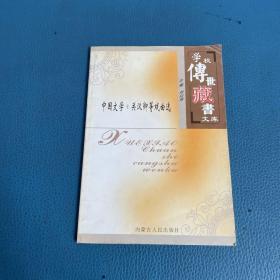 学校
傳世
藏書
文库
中国文学·关汉卿等戏曲选
XUEXIAO
Chuan
shi
cangshu
wenku
内蒙古人民出版社